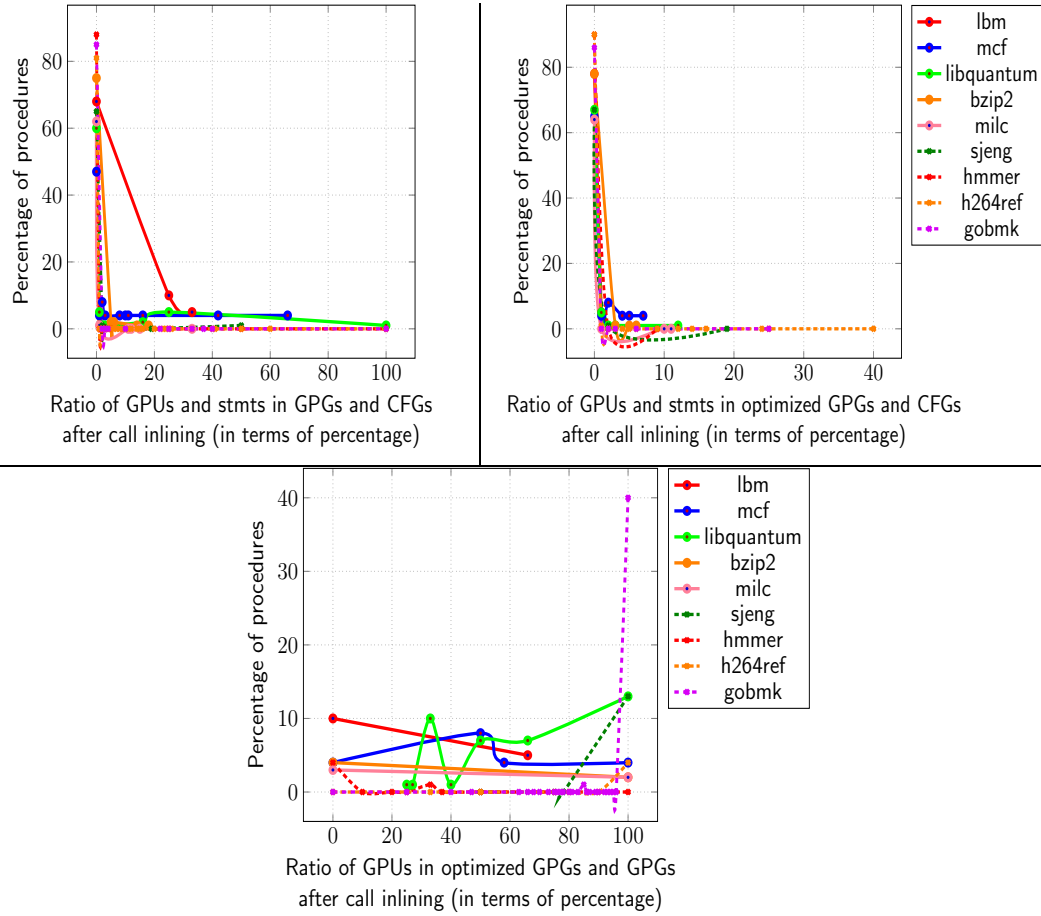 Percentage of procedures
80
60
40
20
0
0 20 40 60 80 100
Ratio of GPUs and stmts in GPGs and CFGs
after call inlining (in terms of percentage)
Percentage of procedures
80
60
40
20
0
0 10 20 30 40
Ratio of GPUs and stmts in optimized GPGs and CFGs
after call inlining (in terms of percentage)
lbm
mcf
libquantum
bzip2
milc
sjeng
hmmer
h264ref
gobmk
Percentage of procedures
40
30
20
10
0
0 20 40 60 80 100
Ratio of GPUs in optimized GPGs and GPGs
after call inlining (in terms of percentage)
lbm
mcf
libquantum
bzip2
milc
sjeng
hmmer
h264ref
gobmk